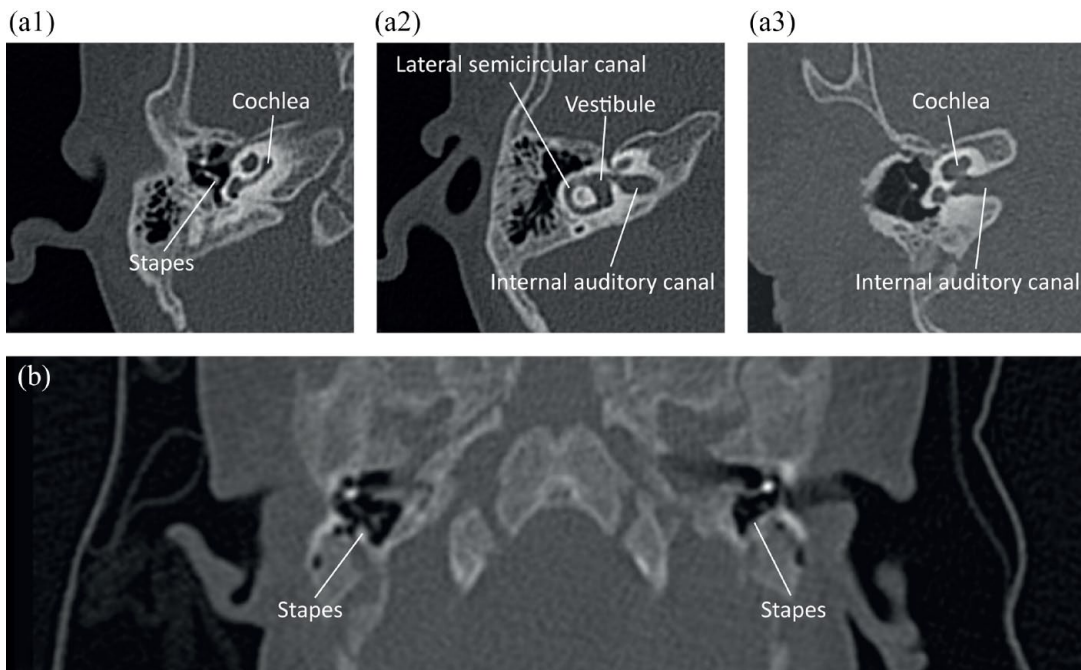 (a1)
(a2)
(a3)
Cochlea
Stapes
Lateral semicircular canal
Vestibule
Internal auditory canal
Cochlea
Internal auditory canal
(b)
Stapes
Stapes